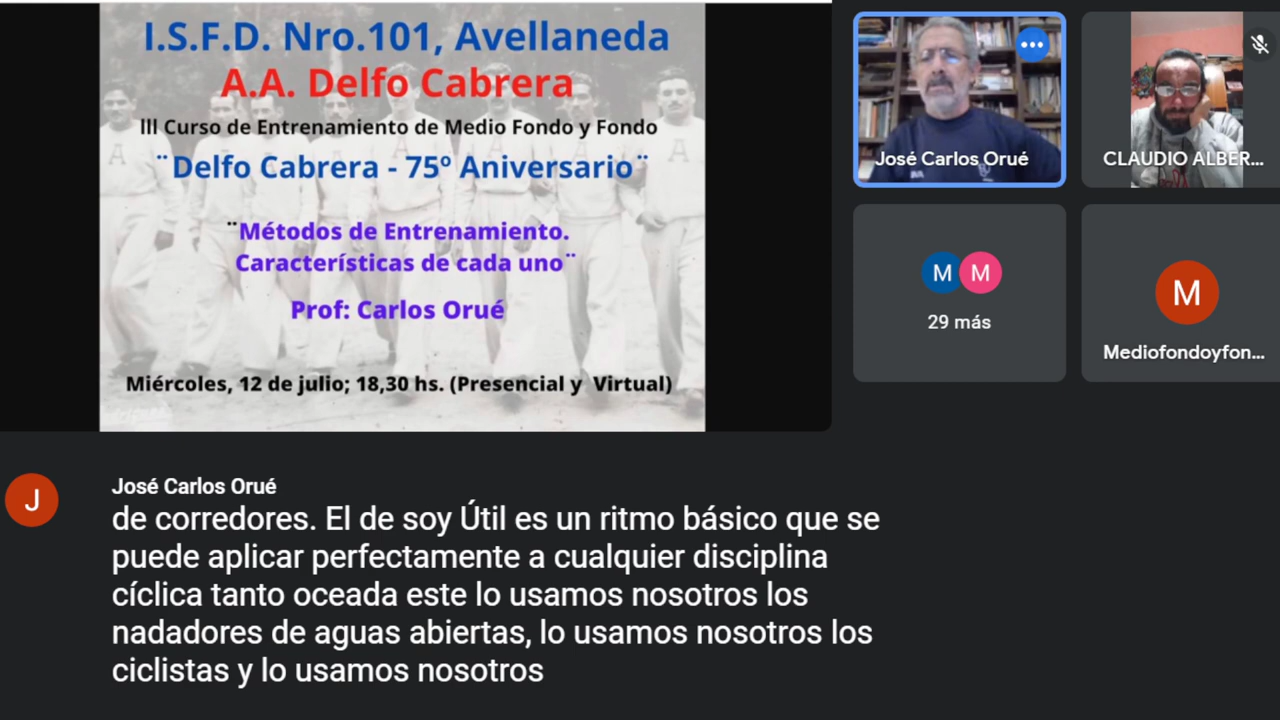 I.S.F.D. Nro.101, Avellaneda
A.A. Delfo Cabrera
III Curso de Entrenamiento de Medio Fondo y Fondo
¨Delfo Cabrera - 75º Aniversario¨
¨Métodos de Entrenamiento.
Características de cada uno¨
Prof: Carlos Orué
Miércoles, 12 de julio; 18,30 hs. (Presencial y Virtual)
José Carlos Orué
CLAUDIO ALBER...
M M
29 más
M
Mediofondoyfon...
J
José Carlos Orué
de corredores. El de soy Útil es un ritmo básico que se
puede aplicar perfectamente a cualquier disciplina
cíclica tanto oceada este lo usamos nosotros los
nadadores de aguas abiertas, lo usamos nosotros los
ciclistas y lo usamos nosotros